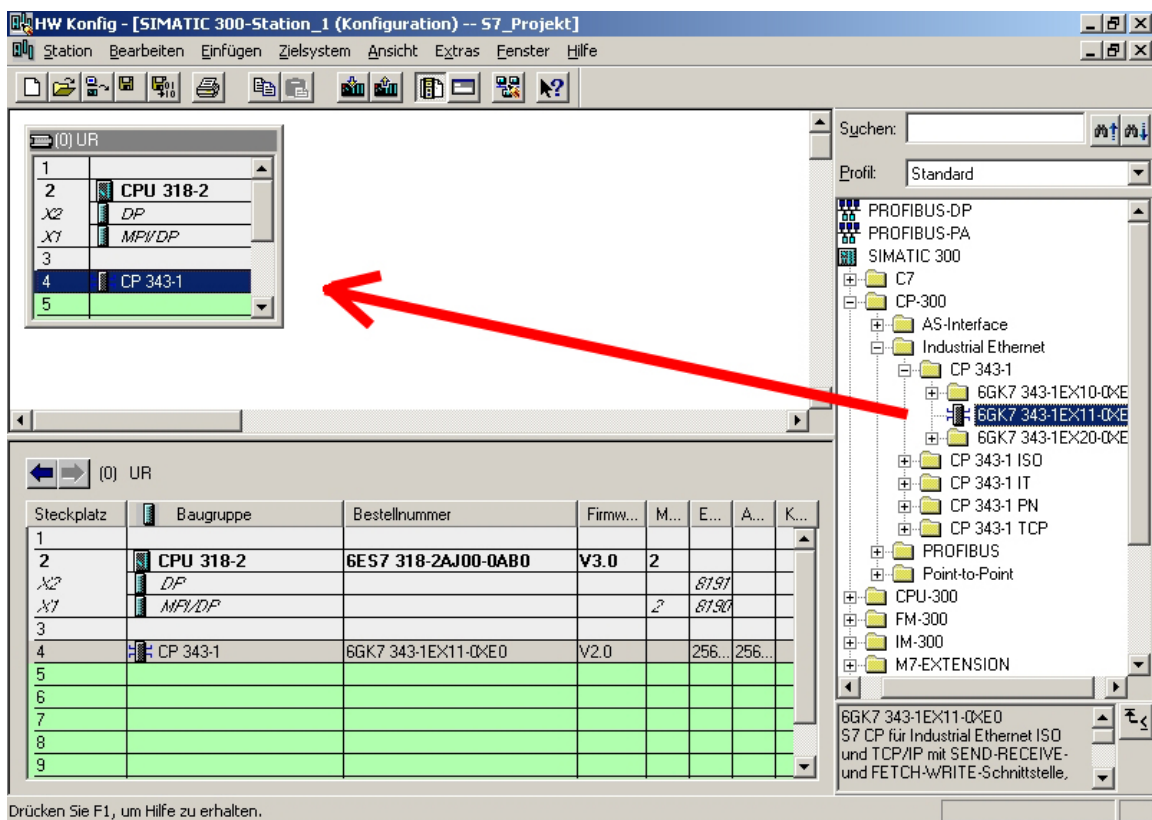 HW Konfig - [SIMATIC 300-Station_1 (Konfiguration) -- S7_Projekt]
Station Bearbeiten Einfügen Zielsystem Ansicht Extras Fenster Hilfe
(0) UR
1
2 CPU 318-2
X2 DP
X1 MPI/DP
3
4 CP 343-1
5
Suchen:
Profil: Standard
PROFIBUS-DP
PROFIBUS-PA
SIMATIC 300
C7
CP-300
AS-Interface
Industrial Ethernet
CP 343-1
6GK7 343-1EX10-0XE
6GK7 343-1EX11-0XE
6GK7 343-1EX20-0XE
CP 343-1 ISO
CP 343-1 IT
CP 343-1 PN
CP 343-1 TCP
PROFIBUS
Point-to-Point
CPU-300
FM-300
IM-300
M7-EXTENSION
6GK7 343-1EX11-0XE0
S7 CP für Industrial Ethernet ISO
und TCP/IP mit SEND-RECEIVE-
und FETCH-WRITE-Schnittstelle,
(0) UR
Steckplatz Baugruppe Bestellnummer Firmw... M... E... A... K...
1
2 CPU 318-2 6ES7 318-2AJ00-0AB0 V3.0 2
X2 DP 8191
X1 MPI/DP 2 8190
3
4 CP 343-1 6GK7 343-1EX11-0XE0 V2.0 256... 256...
5
6
7
8
9
Drücken Sie F1, um Hilfe zu erhalten.